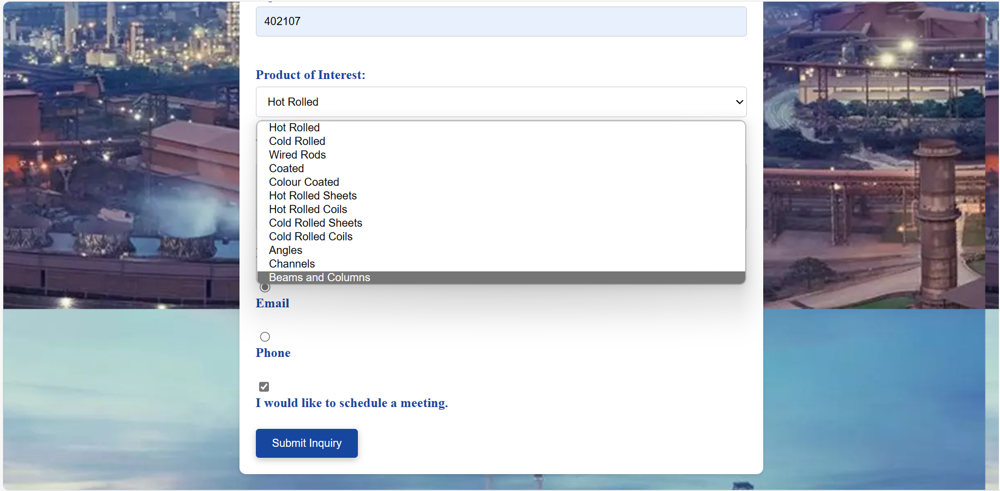 402107
Product of Interest:
Hot Rolled
Hot Rolled
Cold Rolled
Wired Rods
Coated
Colour Coated
Hot Rolled Sheets
Hot Rolled Coils
Cold Rolled Sheets
Cold Rolled Coils
Angles
Channels
Beams and Columns
Email
Phone
I would like to schedule a meeting.
Submit Inquiry